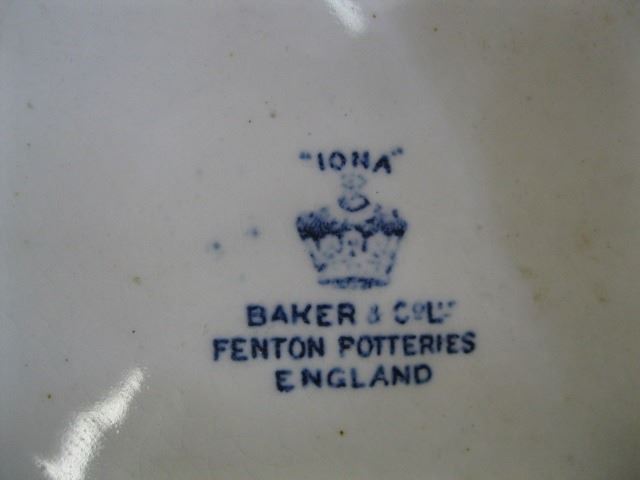 "IONA"
BAKER & Co LTD
FENTON POTTERIES
ENGLAND